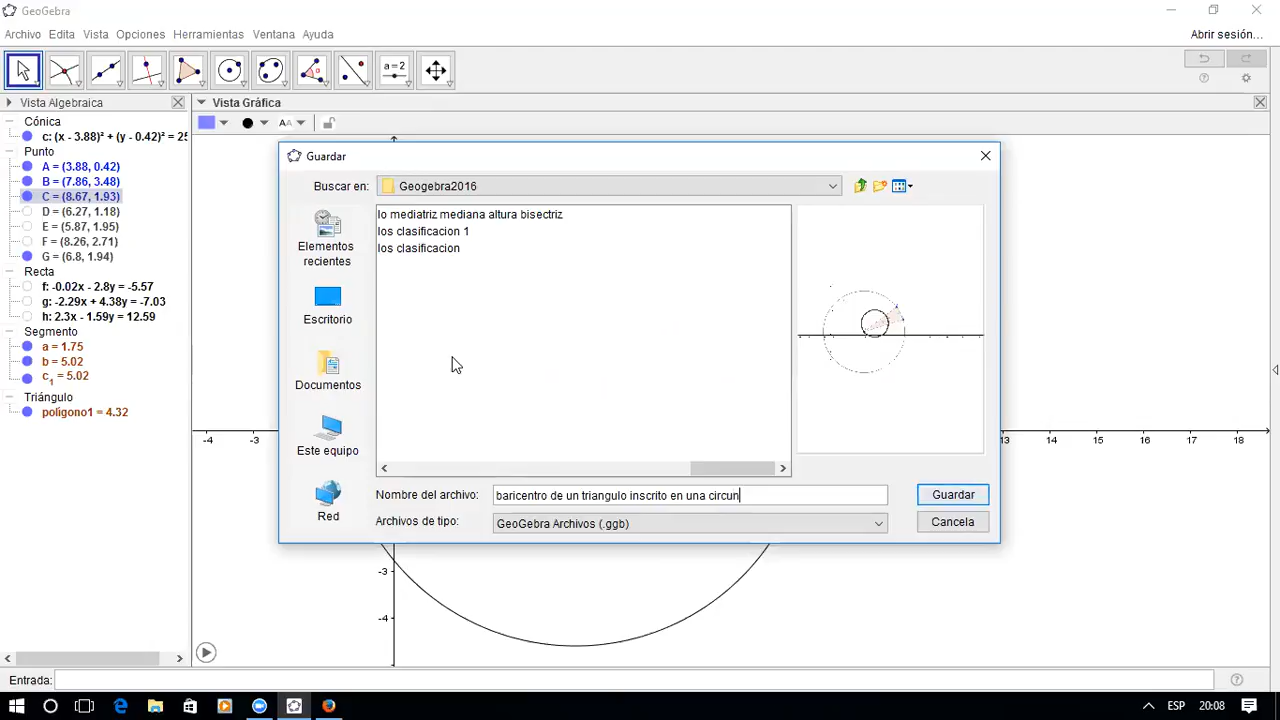 GeoGebra
Archivo Edita Vista Opciones Herramientas Ventana Ayuda
Abrir sesión...
a = 2
Vista Algebraica
Vista Gráfica
AA
Cónica
c: (x - 3.88)² + (y - 0.42)² = 25
Punto
A = (3.88, 0.42)
B = (7.86, 3.48)
C = (8.67, 1.93)
D = (6.27, 1.18)
E = (5.87, 1.95)
F = (8.26, 2.71)
G = (6.8, 1.94)
Recta
f: -0.02x - 2.8y = -5.57
g: -2.29x + 4.38y = -7.03
h: 2.3x - 1.59y = 12.59
Segmento
a = 1.75
b = 5.02
c₁ = 5.02
Triángulo
polígono1 = 4.32
Guardar
Buscar en: Geogebra2016
lo mediatriz mediana altura bisectriz
los clasificacion 1
los clasificacion
Elementos
recientes
Escritorio
Documentos
Este equipo
Red
Nombre del archivo: baricentro de un triangulo inscrito en una circun
Guardar
Archivos de tipo: GeoGebra Archivos (.ggb)
Cancela
-4 -3 13 14 15 16 17 18
-3
-4
Entrada:
ESP 20:08